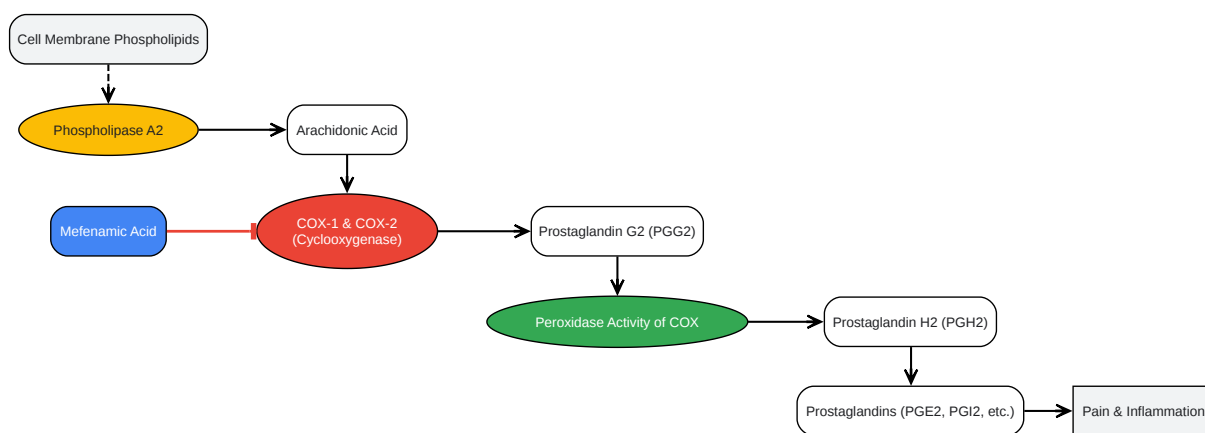 Cell Membrane Phospholipids
Phospholipase A2
Arachidonic Acid
Mefenamic Acid
COX-1 & COX-2
(Cyclooxygenase)
Prostaglandin G2 (PGG2)
Peroxidase Activity of COX
Prostaglandin H2 (PGH2)
Prostaglandins (PGE2, PGI2, etc.)
Pain & Inflammation